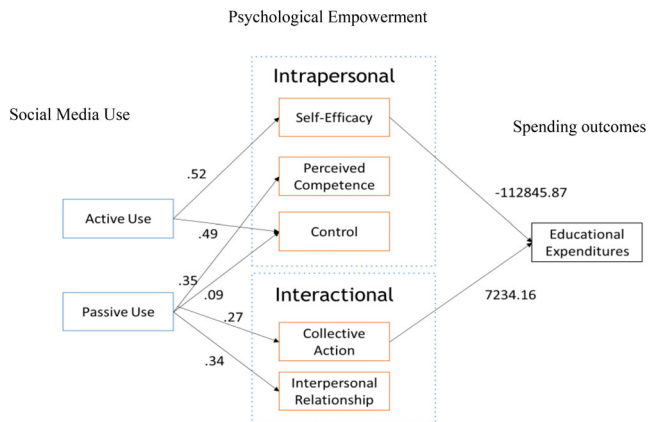 Psychological Empowerment
Social Media Use
Spending outcomes
Intrapersonal
Self-Efficacy
Perceived
Competence
Control
Active Use
Passive Use
Interactional
Collective
Action
Interpersonal
Relationship
Educational
Expenditures
.52
.49
.35
.09
.27
.34
-112845.87
7234.16